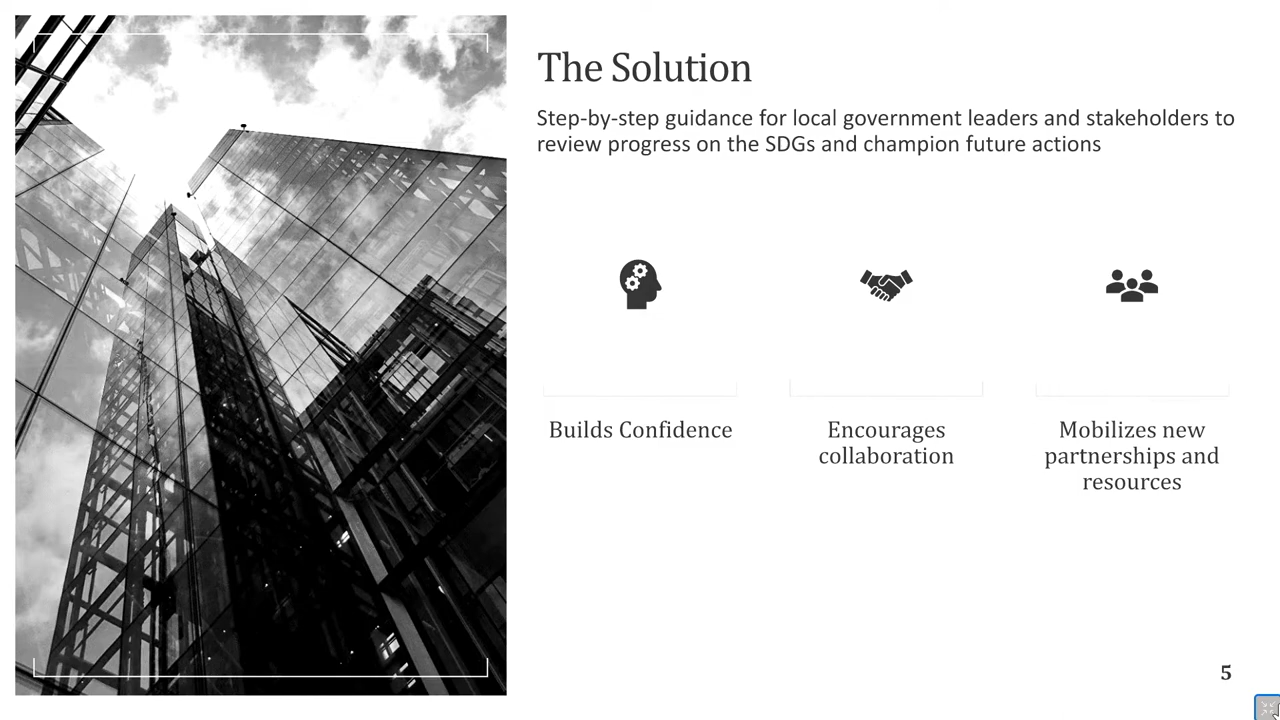 The Solution
Step-by-step guidance for local government leaders and stakeholders to
review progress on the SDGs and champion future actions
Builds Confidence
Encourages
collaboration
Mobilizes new
partnerships and
resources
5